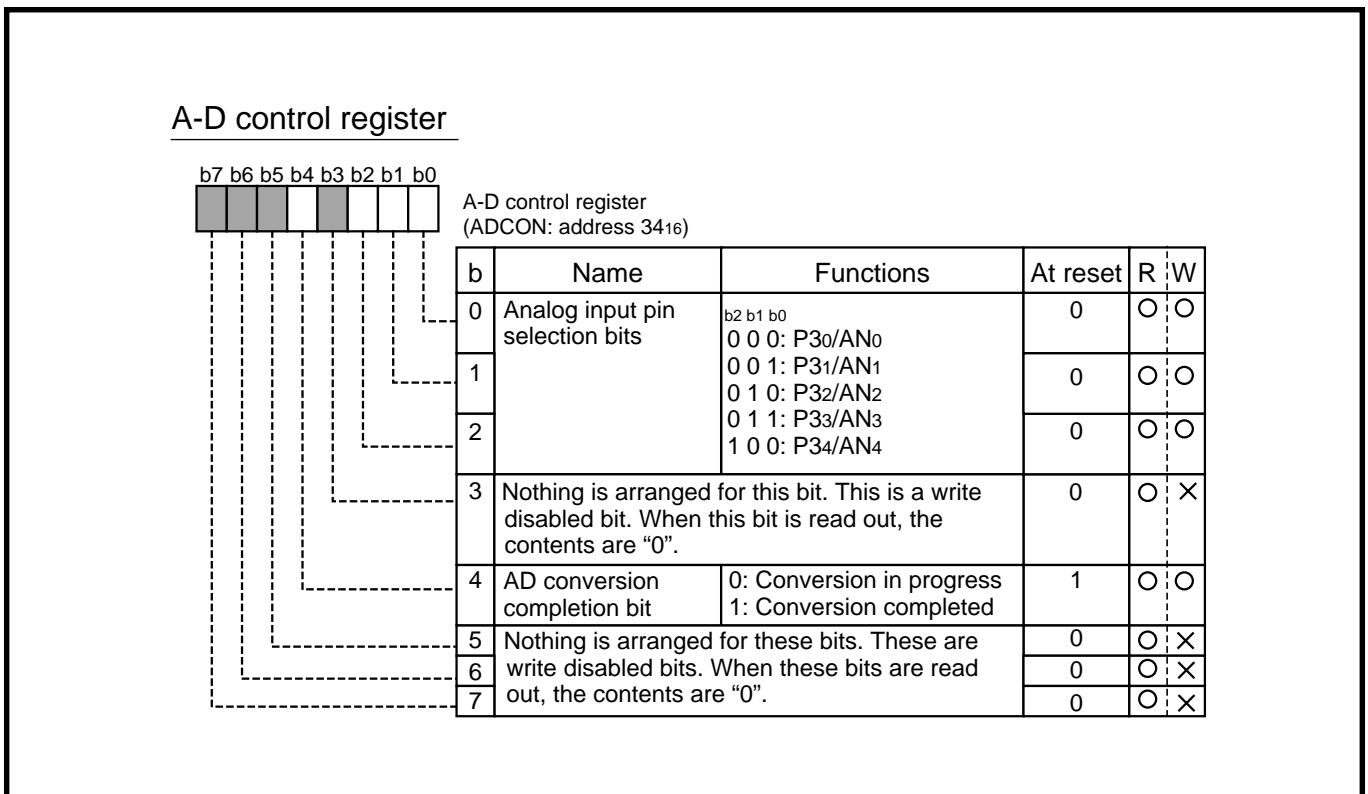 A-D control register
b7 b6 b5 b4 b3 b2 b1 b0
A-D control register
(ADCON: address 3416)
b Name Functions At reset R W
0 Analog input pin 0 O O
selection bits
b2 b1 b0
0 0 0: P30/AN0
1 0 0 1: P31/AN1 0 O O
0 1 0: P32/AN2
2 0 1 1: P33/AN3 0 O O
1 0 0: P34/AN4
3 Nothing is arranged for this bit. This is a write 0 O ×
disabled bit. When this bit is read out, the
contents are “0”.
4 AD conversion 0: Conversion in progress 1 O O
completion bit 1: Conversion completed
5 Nothing is arranged for these bits. These are 0 O ×
6 write disabled bits. When these bits are read 0 O ×
7 out, the contents are “0”. 0 O ×